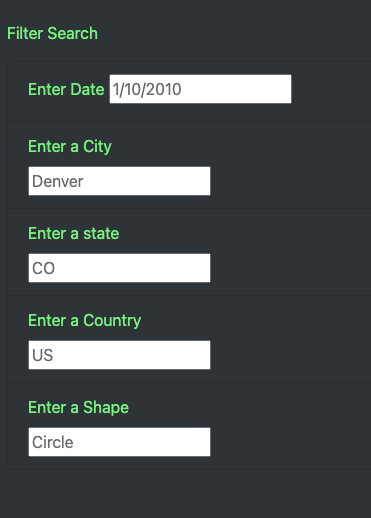 Filter Search
Enter Date 1/10/2010
Enter a City
Denver
Enter a state
CO
Enter a Country
US
Enter a Shape
Circle